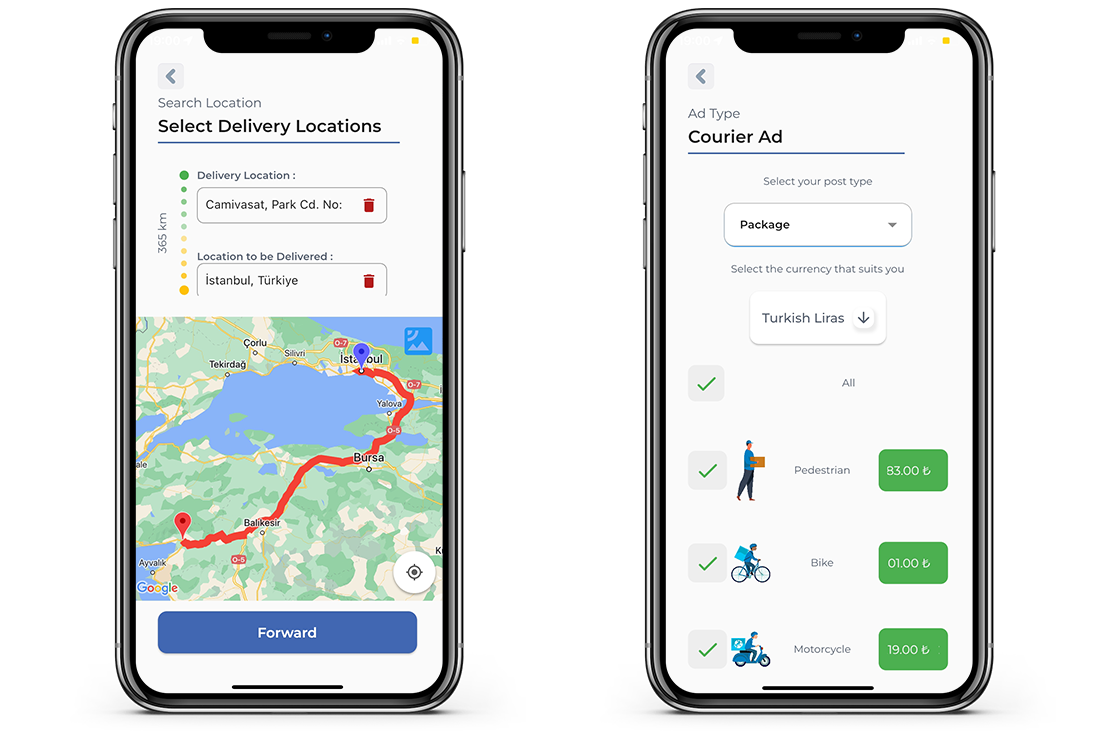 Search Location
Select Delivery Locations
Delivery Location :
Camivasat, Park Cd. No:
365 km
Location to be Delivered :
İstanbul, Türkiye
Çorlu
Silivri
O-7
İstanbul
Tekirdağ
O-7
Yalova
O-5
Bursa
Balıkesir
O-5
Ayvalık
Google
Forward
Ad Type
Courier Ad
Select your post type
Package
Select the currency that suits you
Turkish Liras
All
Pedestrian
83.00 ₺
Bike
01.00 ₺
Motorcycle
19.00 ₺